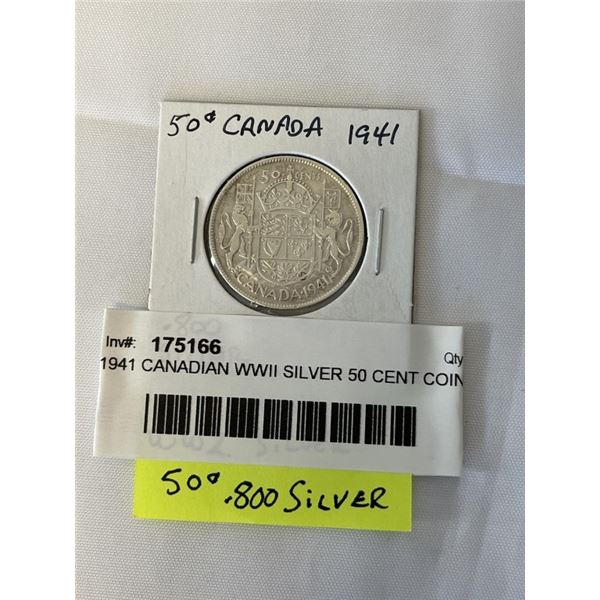 50¢ CANADA 1941
50 CENTS
CANADA·1941
.800
Inv#: 175166 Qty
1941 CANADIAN WWII SILVER 50 CENT COIN
50¢ .800 SILVER